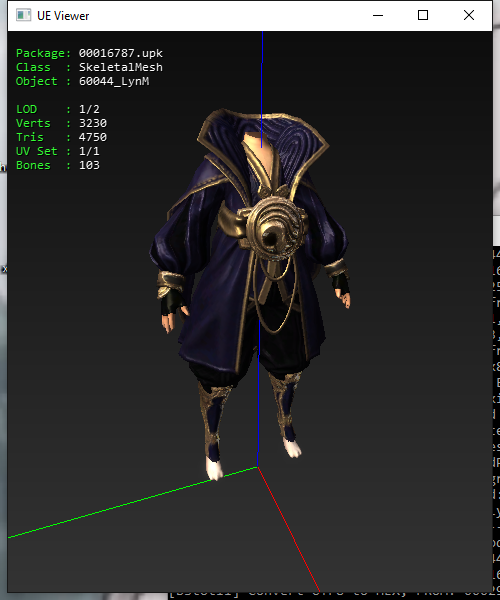 UE Viewer
Package: 00016787.upk
Class  : SkeletalMesh
Object : 60044_LynM
LOD    : 1/2
Verts  : 3230
Tris   : 4750
UV Set : 1/1
Bones  : 103